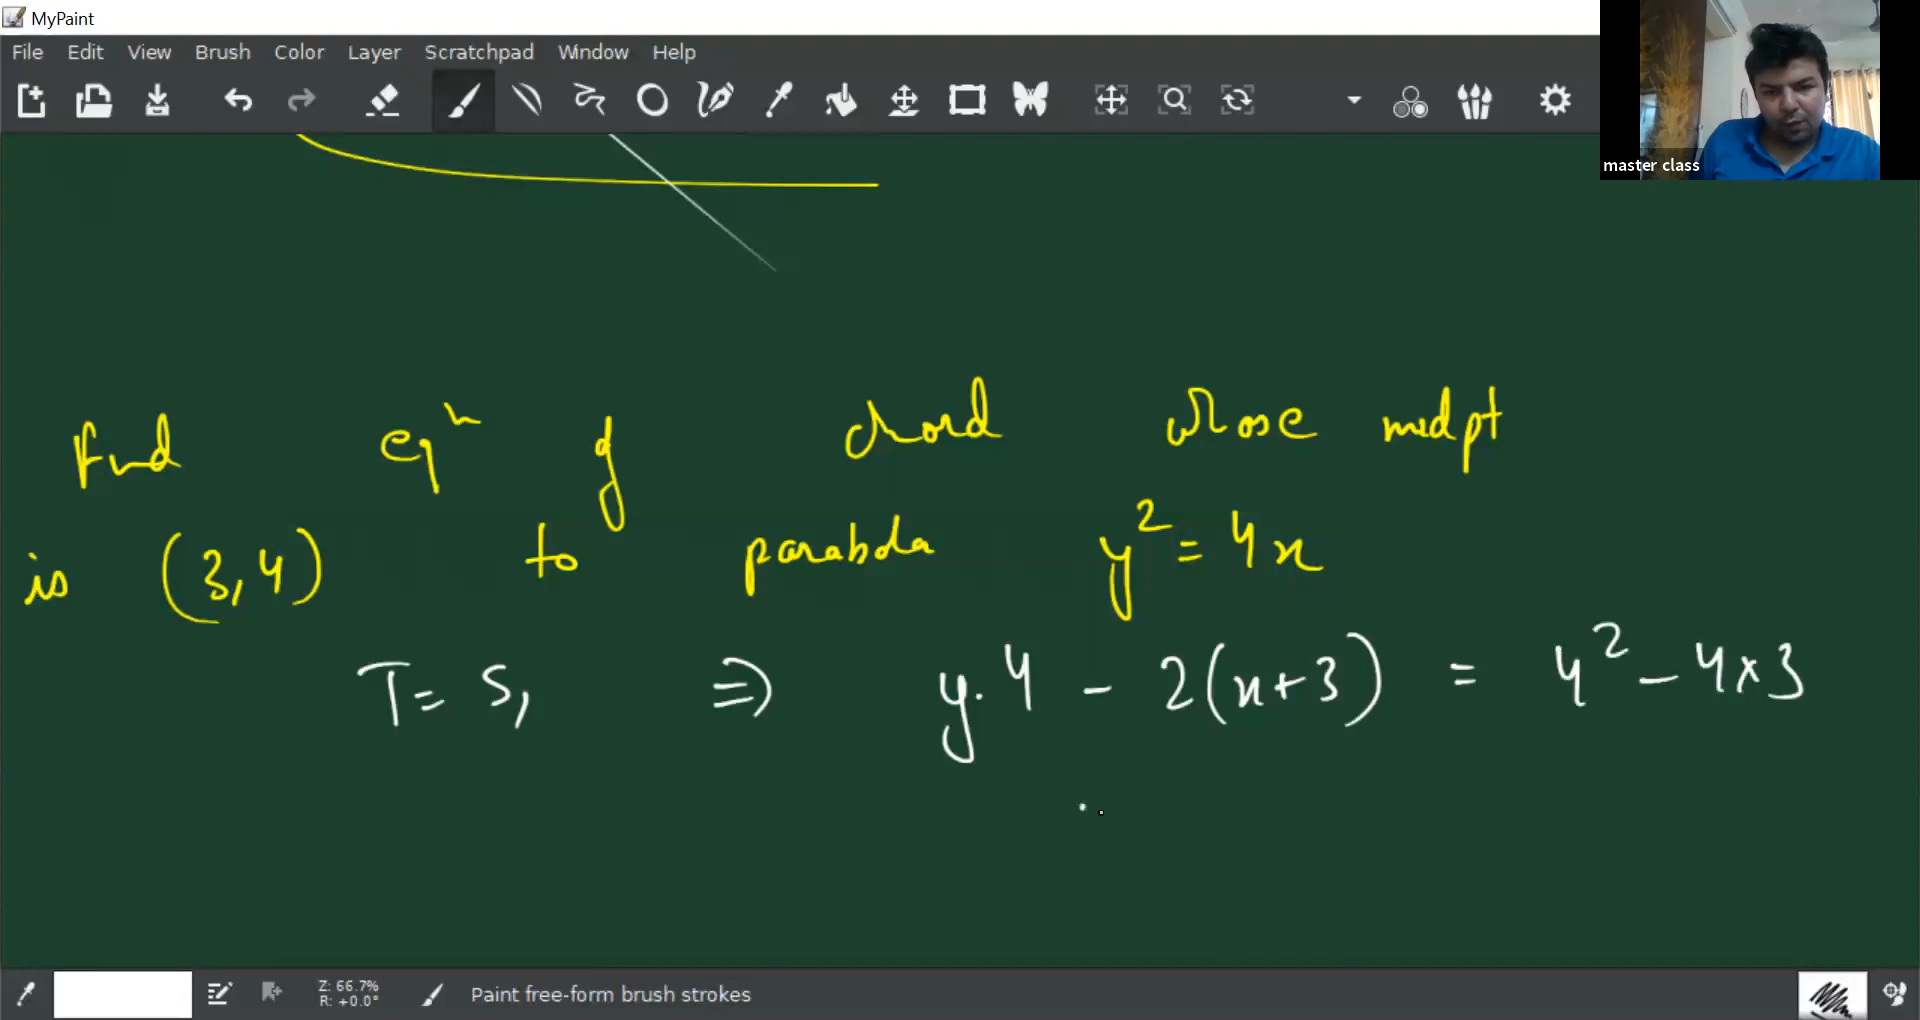 MyPaint
File Edit View Brush Color Layer Scratchpad Window Help
master class
Find eqⁿ of chord whose midpt
is (3,4) to parabola y² = 4x
T = S₁ ⇒ y·4 - 2(x+3) = 4² - 4×3
Z: 66.7%
R: +0.0°
Paint free-form brush strokes